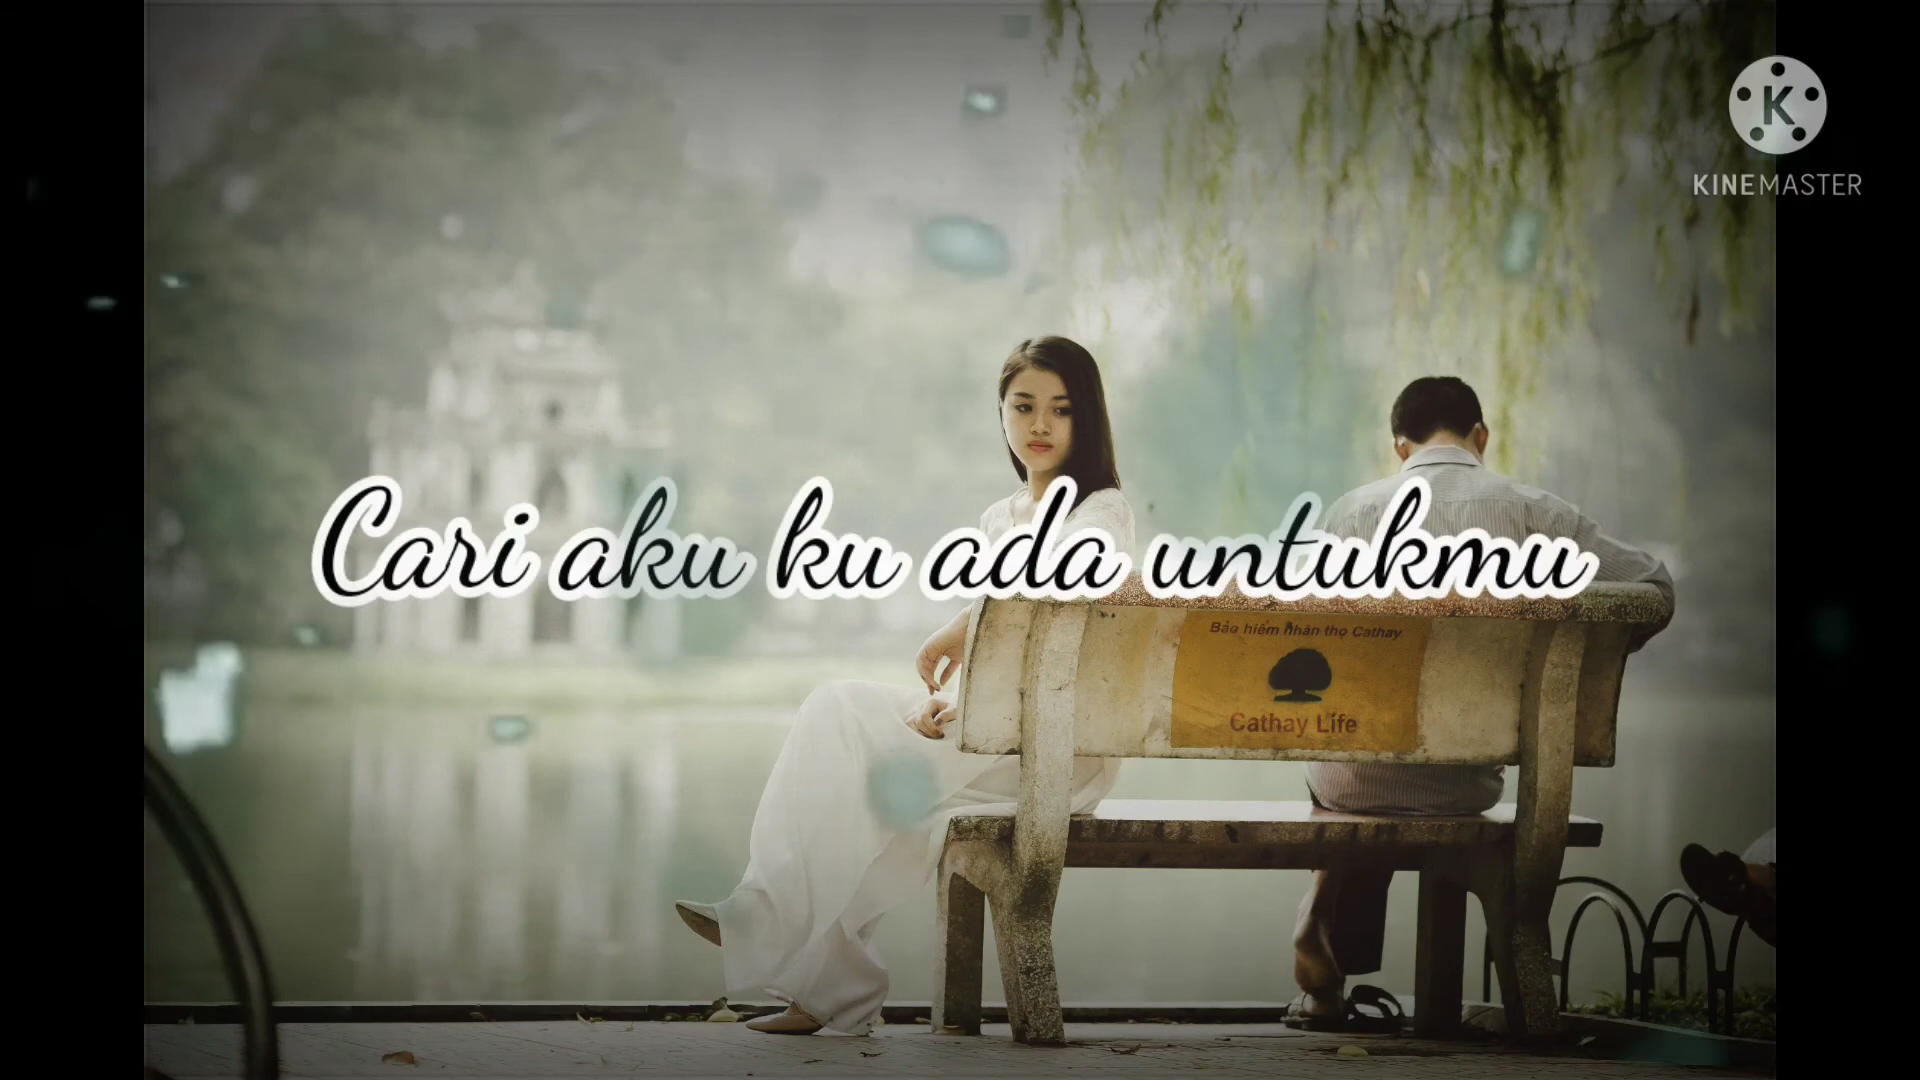 KINEMASTER
Cari aku ku ada untukmu
Bảo hiểm nhân thọ Cathay
Cathay Life